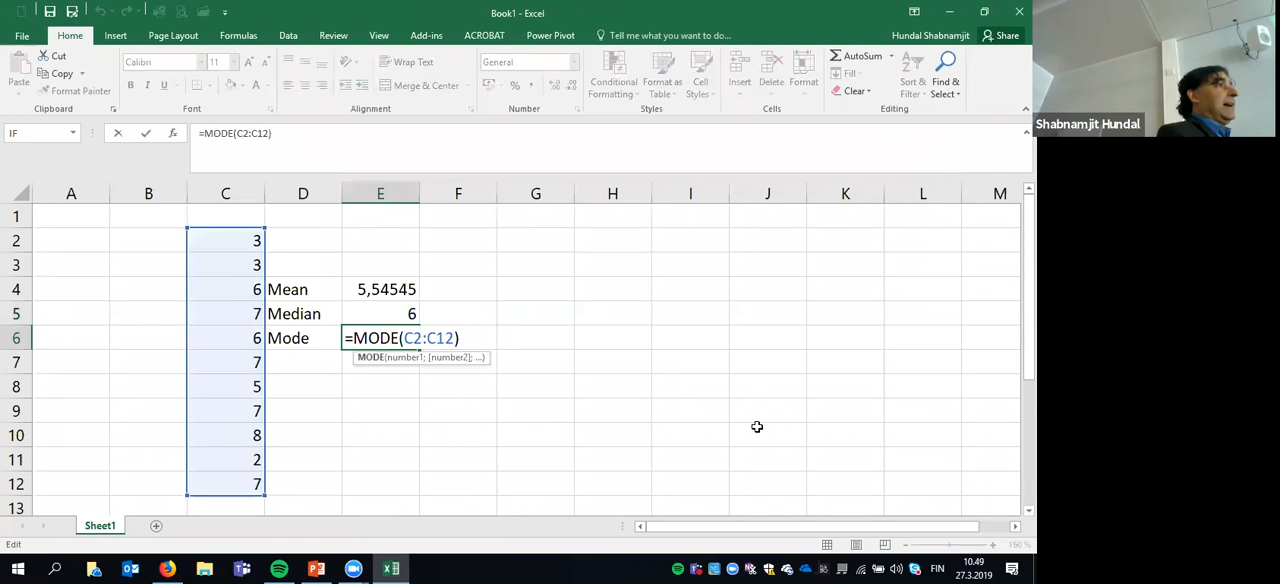 Book1 - Excel
File Home Insert Page Layout Formulas Data Review View Add-ins ACROBAT Power Pivot Tell me what you want to do... Hundal Shabnamjit Share
Paste
Cut
Copy
Format Painter
Clipboard
Calibri 11
B I U
Font
Wrap Text
Merge & Center
Alignment
General
%
Number
Conditional Formatting
Format as Table
Cell Styles
Styles
Insert Delete Format
Cells
AutoSum
Fill
Clear
Sort & Filter
Find & Select
Editing
Shabnamjit Hundal
IF fx =MODE(C2:C12)
A B C D E F G H I J K L M
1
2 3
3 3
4 6 Mean 5,54545
5 7 Median 6
6 6 Mode =MODE(C2:C12)
MODE(number1; [number2]; ...)
7 7
8 5
9 7
10 8
11 2
12 7
13
Sheet1
Edit 160 %
FIN 10.49
27.3.2019